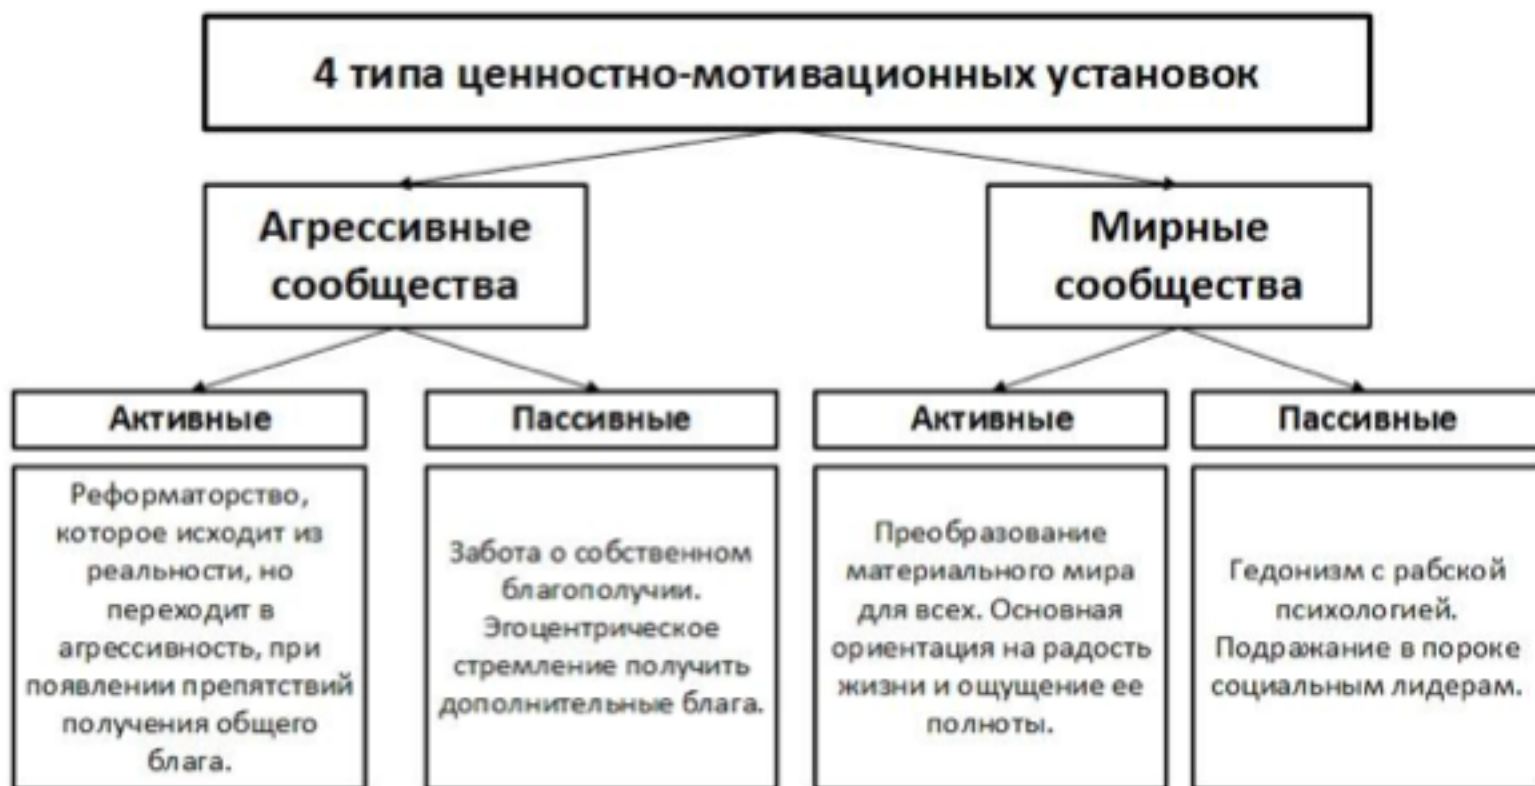 4 типа ценностно-мотивационных установок
Агрессивные
сообщества
Мирные
сообщества
Активные
Пассивные
Активные
Пассивные
Реформаторство,
которое исходит из
реальности, но
переходит в
агрессивность, при
появлении препятствий
получения общего
блага.
Забота о собственном
благополучии.
Эгоцентрическое
стремление получить
дополнительные блага.
Преобразование
материального мира
для всех. Основная
ориентация на радость
жизни и ощущение ее
полноты.
Гедонизм с рабской
психологией.
Подражание в пороке
социальным лидерам.